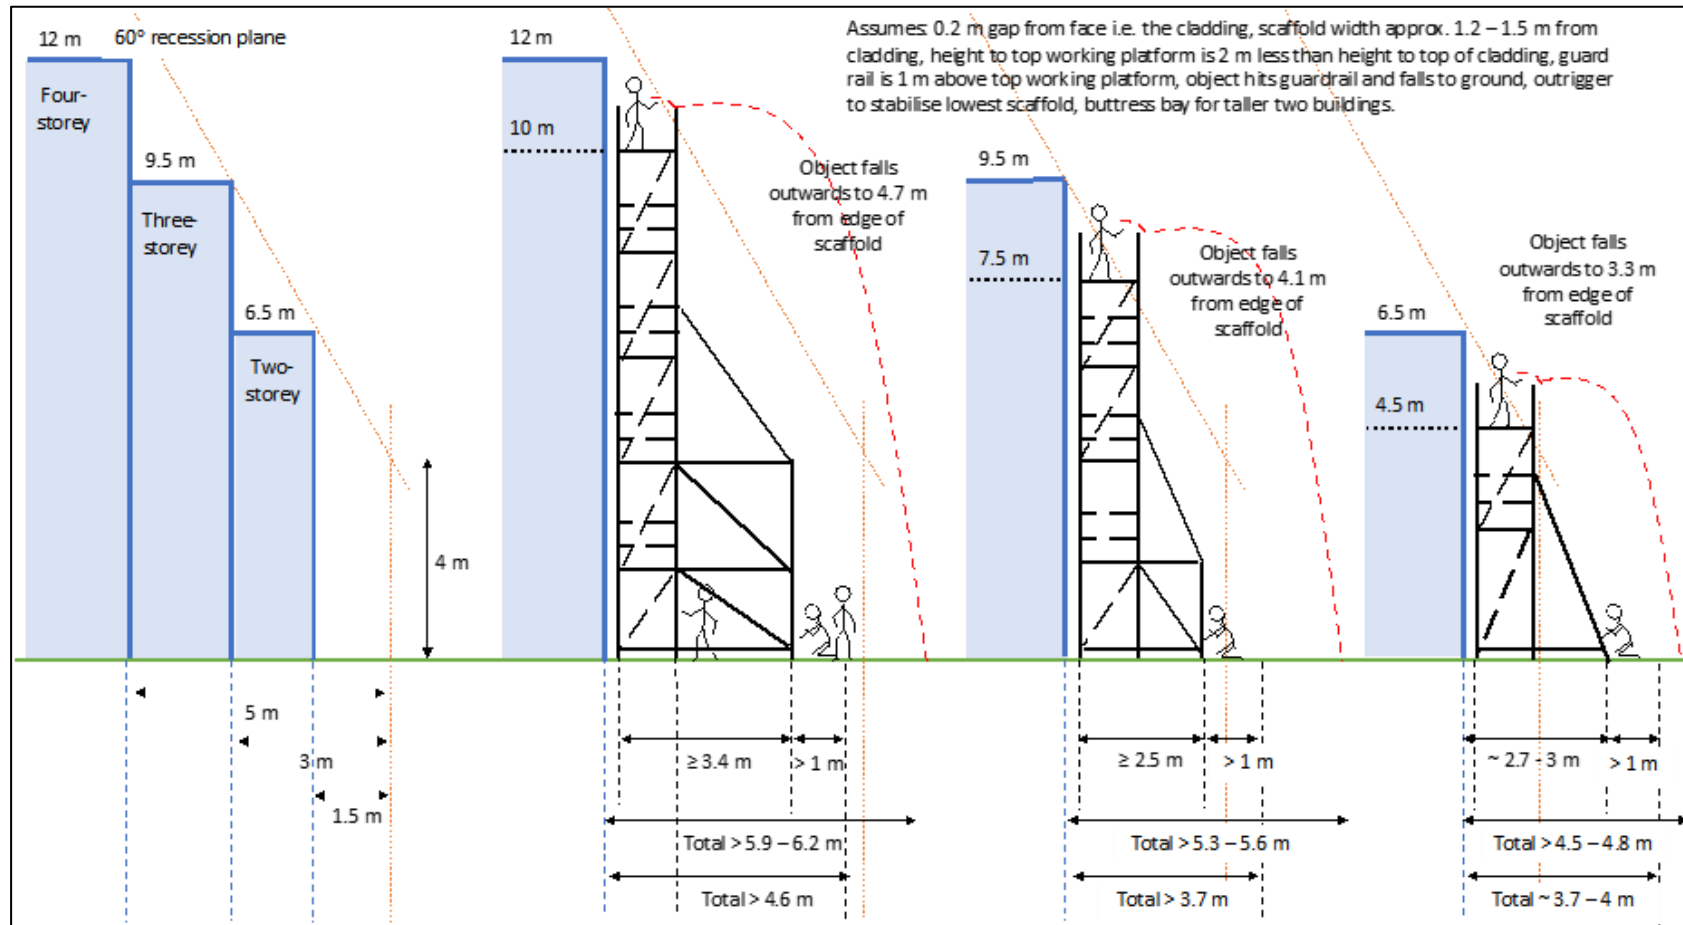 12 m
60° recession plane
Four-
storey
9.5 m
Three-
storey
6.5 m
Two-
storey
4 m
5 m
3 m
1.5 m
12 m
10 m
Assumes: 0.2 m gap from face i.e. the cladding, scaffold width approx. 1.2 – 1.5 m from
cladding, height to top working platform is 2 m less than height to top of cladding, guard
rail is 1 m above top working platform, object hits guardrail and falls to ground, outrigger
to stabilise lowest scaffold, buttress bay for taller two buildings.
Object falls
outwards to 4.7 m
from edge of
scaffold
≥ 3.4 m
> 1 m
Total > 5.9 – 6.2 m
Total > 4.6 m
9.5 m
7.5 m
Object falls
outwards to 4.1 m
from edge of
scaffold
≥ 2.5 m
> 1 m
Total > 5.3 – 5.6 m
Total > 3.7 m
6.5 m
4.5 m
Object falls
outwards to 3.3 m
from edge of
scaffold
~ 2.7 - 3 m
> 1 m
Total > 4.5 – 4.8 m
Total ~ 3.7 – 4 m